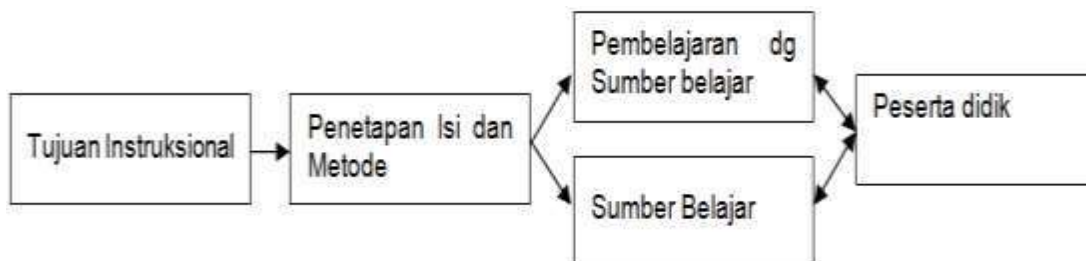 Tujuan Instruksional
Penetapan Isi dan
Metode
Pembelajaran dg
Sumber belajar
Sumber Belajar
Peserta didik